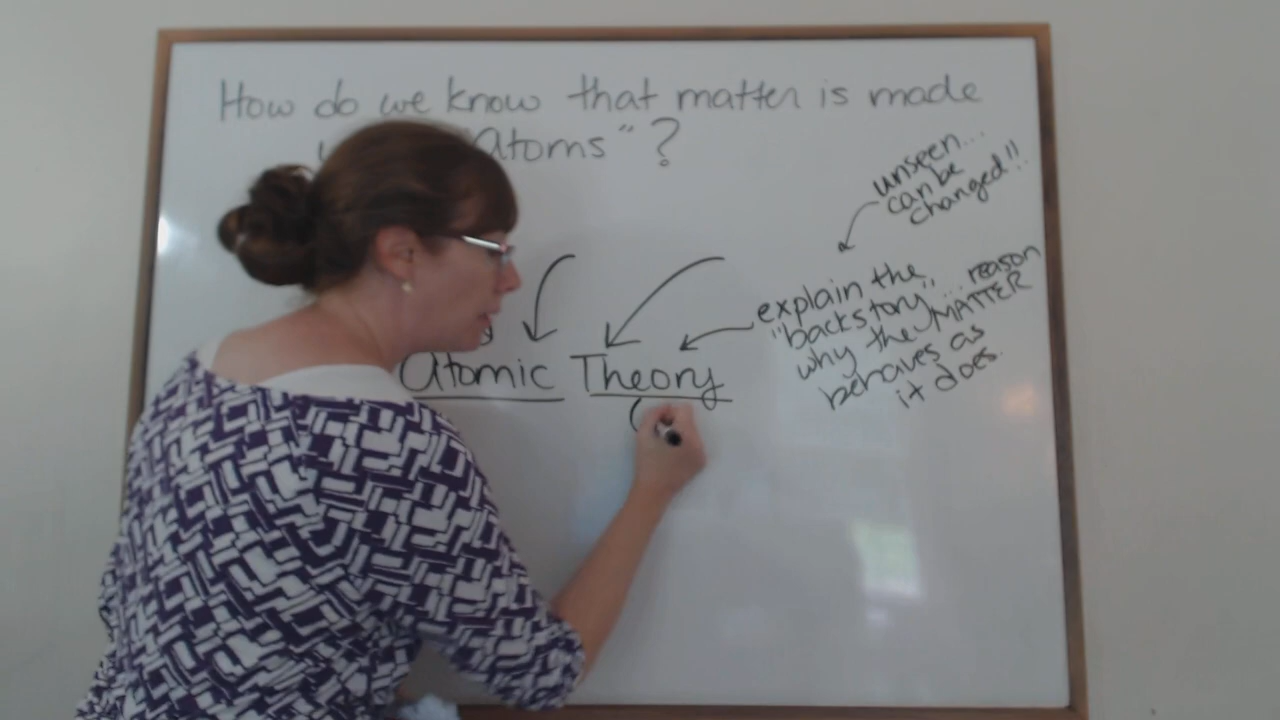 How do we know that matter is made
"Atoms"?
unseen...
can be
changed!!
explain the
"backstory"... reason
why the MATTER
behaves as
it does.
Atomic Theory
(